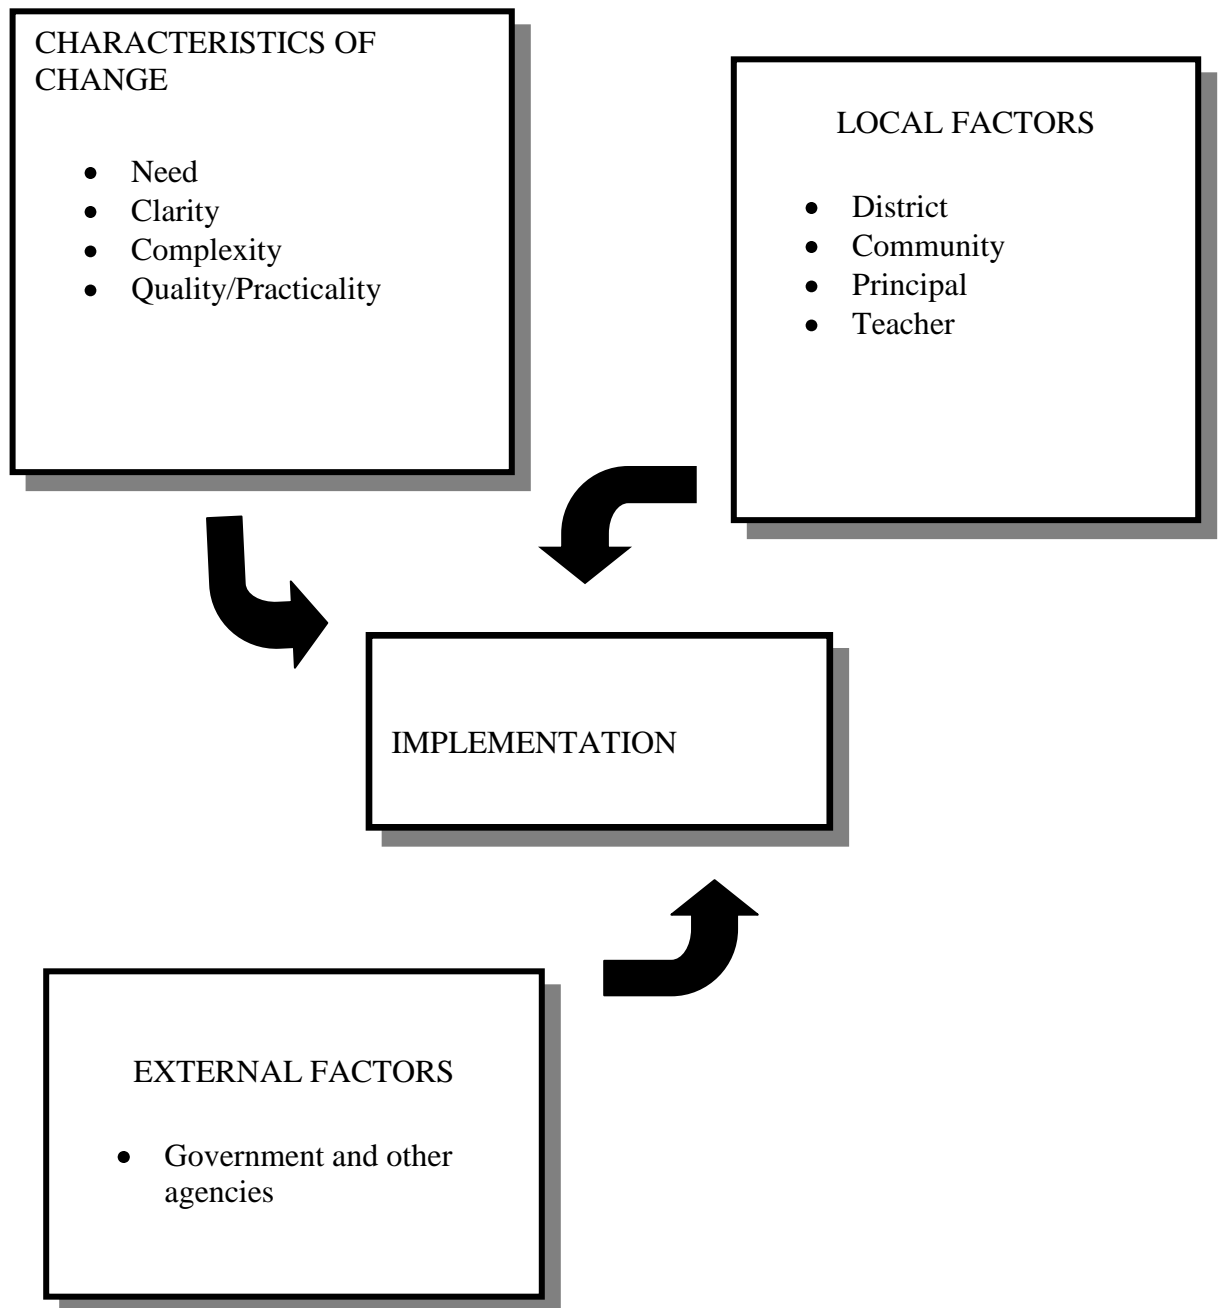 CHARACTERISTICS OF
CHANGE
• Need
• Clarity
• Complexity
• Quality/Practicality
LOCAL FACTORS
• District
• Community
• Principal
• Teacher
IMPLEMENTATION
EXTERNAL FACTORS
• Government and other
agencies